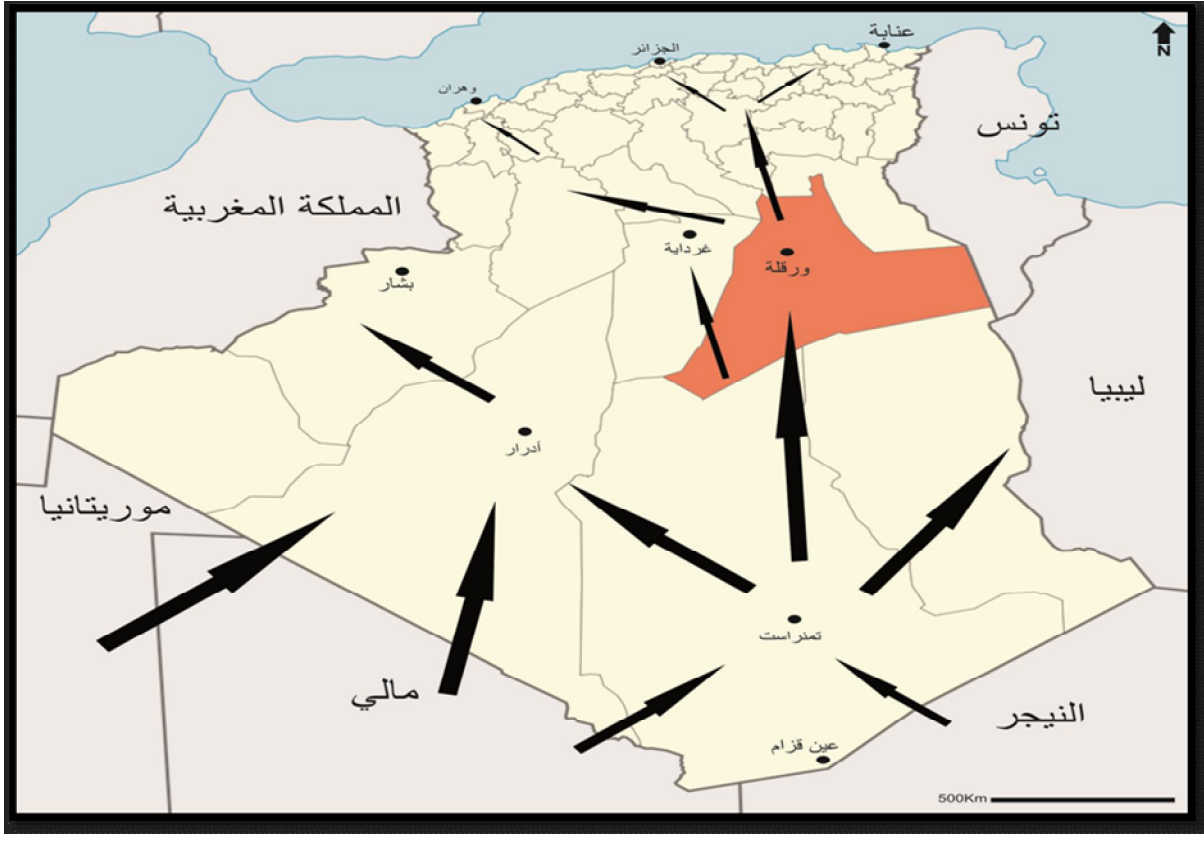 عنابة
الجزائر
N
وهران
تونس
المملكة المغربية
غرداية
ورقلة
بشار
ليبيا
أدرار
موريتانيا
تمنراست
مالي
النيجر
عين قزام
500Km